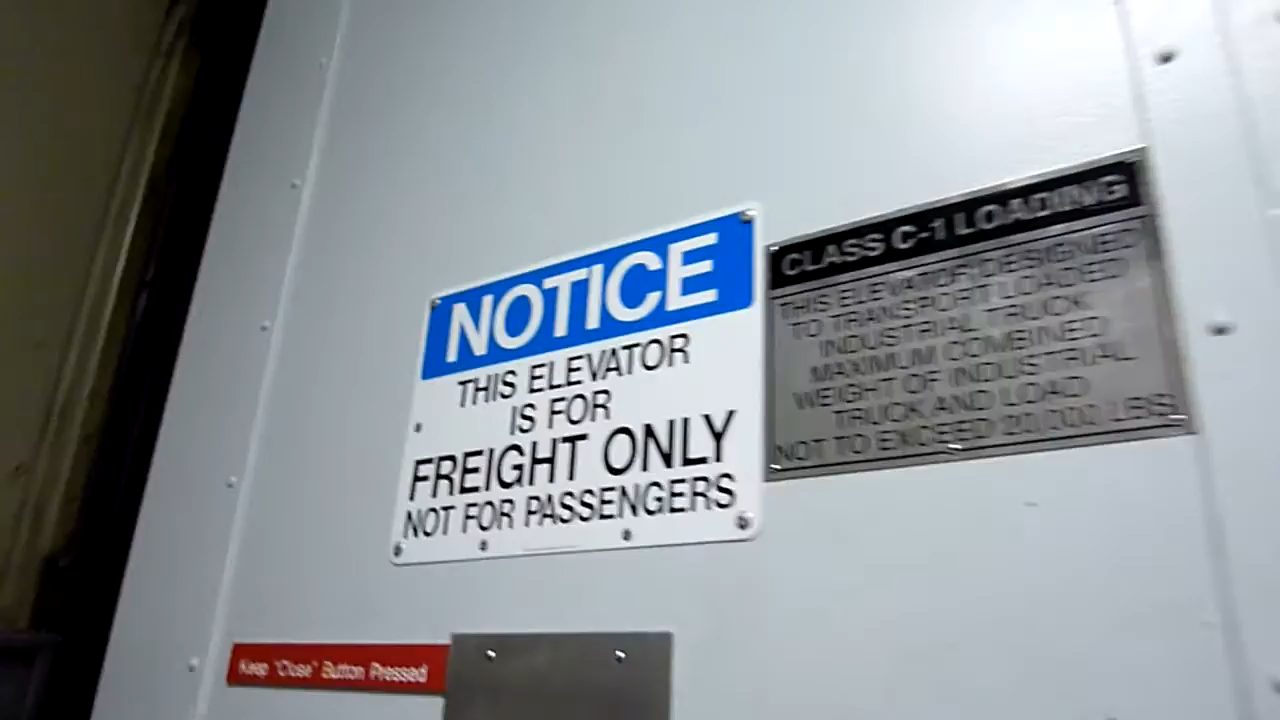 NOTICE
THIS ELEVATOR
IS FOR
FREIGHT ONLY
NOT FOR PASSENGERS
CLASS C-1 LOADING
THIS ELEVATOR DESIGNED
TO TRANSPORT LOADED
INDUSTRIAL TRUCK
MAXIMUM COMBINED
WEIGHT OF INDUSTRIAL
TRUCK AND LOAD
NOT TO EXCEED 20,000 LBS
Keep "Close" Button Pressed